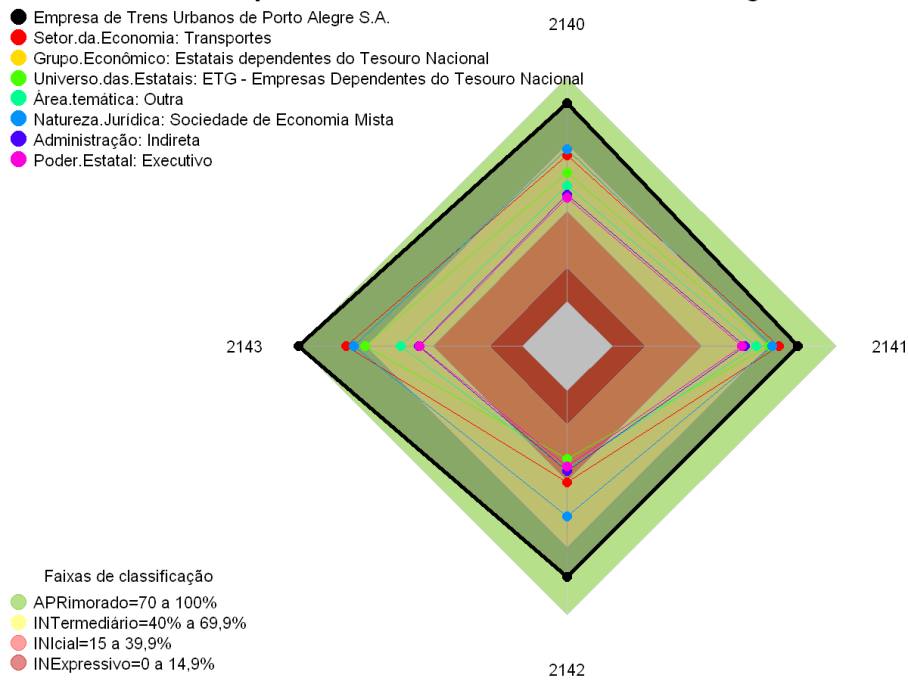 Empresa de Trens Urbanos de Porto Alegre S.A.
Setor.da.Economia: Transportes
Grupo.Econômico: Estatais dependentes do Tesouro Nacional
Universo.das.Estatais: ETG - Empresas Dependentes do Tesouro Nacional
Área.temática: Outra
Natureza.Jurídica: Sociedade de Economia Mista
Administração: Indireta
Poder.Estatal: Executivo
2140
2143
2141
2142
Faixas de classificação
APRimorado=70 a 100%
INTermediário=40% a 69,9%
INIcial=15 a 39,9%
INExpressivo=0 a 14,9%